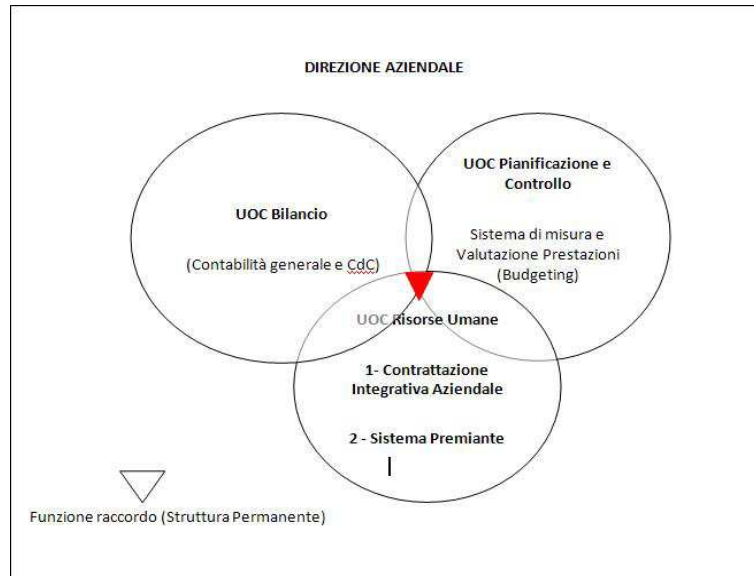 DIREZIONE AZIENDALE
UOC Pianificazione e
Controllo
UOC Bilancio
Sistema di misura e
Valutazione Prestazioni
(Budgeting)
(Contabilità generale e CdC)
UOC Risorse Umane
1- Contrattazione
Integrativa Aziendale
2 - Sistema Premiante
Funzione raccordo (Struttura Permanente)